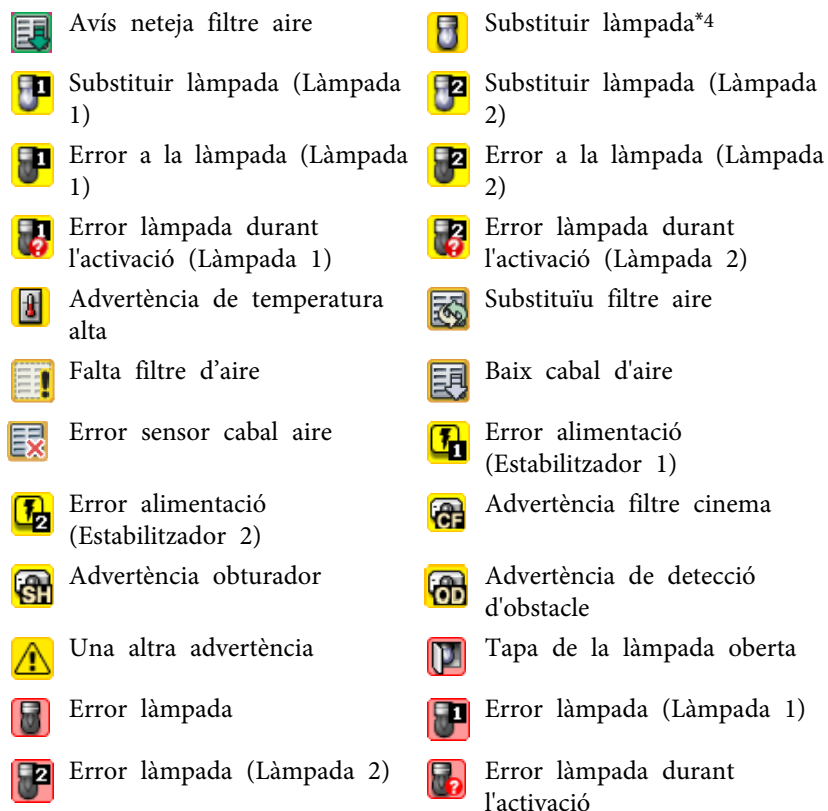 Avís neteja filtre aire
Substituir làmpada*4
Substituir làmpada (Làmpada
1)
Substituir làmpada (Làmpada
2)
Error a la làmpada (Làmpada
1)
Error a la làmpada (Làmpada
2)
Error làmpada durant
l'activació (Làmpada 1)
Error làmpada durant
l'activació (Làmpada 2)
Advertència de temperatura
alta
Substituïu filtre aire
Falta filtre d’aire
Baix cabal d'aire
Error sensor cabal aire
Error alimentació
(Estabilitzador 1)
Error alimentació
(Estabilitzador 2)
Advertència filtre cinema
Advertència obturador
Advertència de detecció
d'obstacle
Una altra advertència
Tapa de la làmpada oberta
Error làmpada
Error làmpada (Làmpada 1)
Error làmpada (Làmpada 2)
Error làmpada durant
l'activació